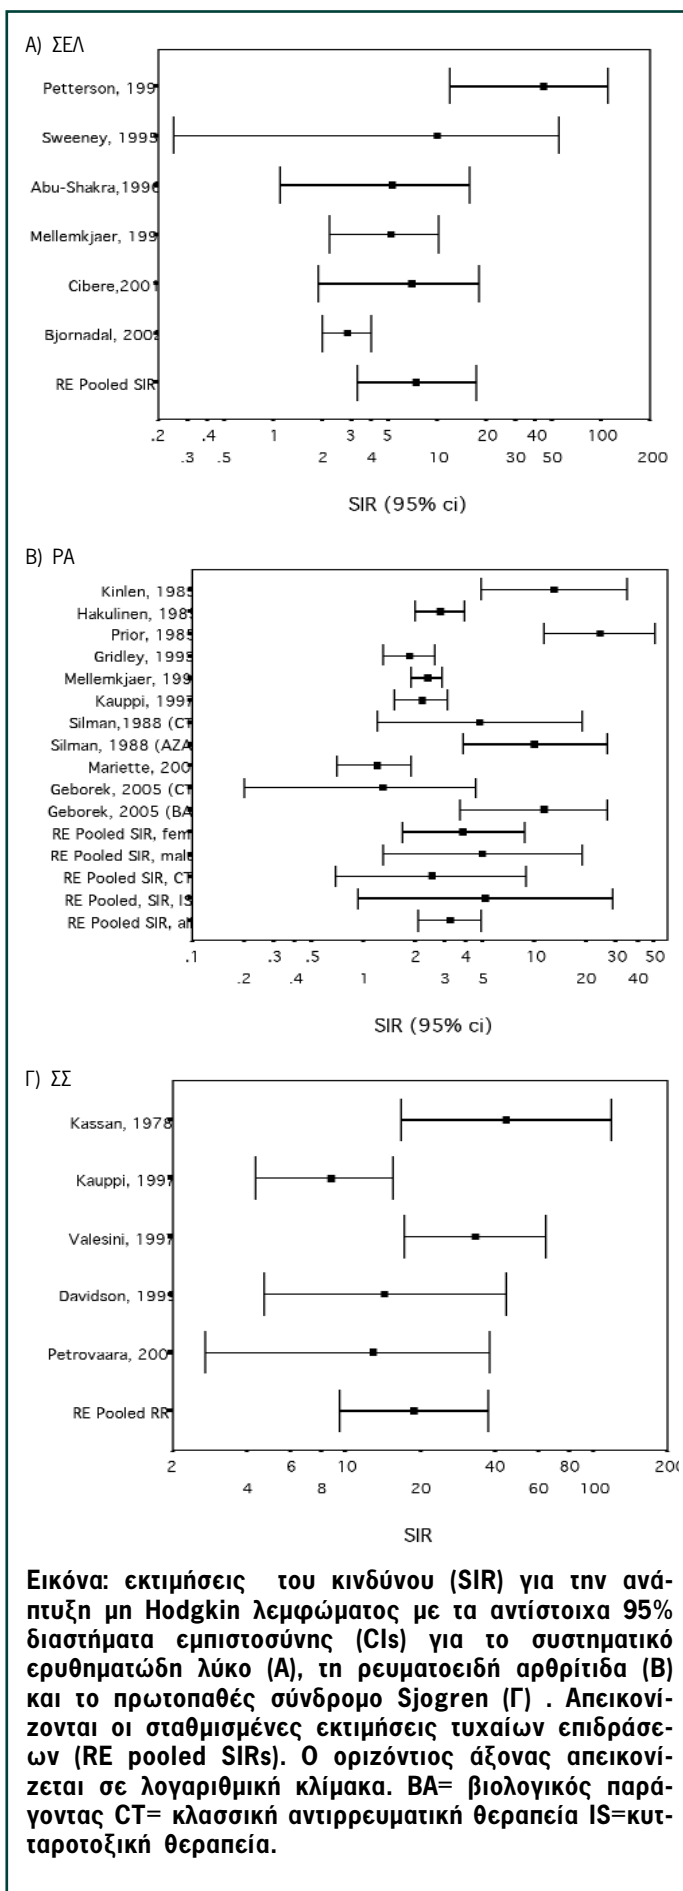 Α) ΣΕΛ
Petterson, 199
Sweeney, 1995
Abu-Shakra,1996
Mellemkjaer, 199
Cibere,2001
Bjornadal, 200
RE Pooled SIR
.2 .4 1 3 5 20 40 100
.3 .5 2 4 10 30 50 200
SIR (95% ci)
Β) ΡΑ
Kinlen, 1985
Hakulinen, 1985
Prior, 1985
Gridley, 1993
Mellemkjaer, 199
Kauppi, 1997
Silman,1988 (CT
Silman, 1988 (AZA
Mariette, 200
Geborek, 2005 (CT
Geborek, 2005 (BA
RE Pooled SIR, fem
RE Pooled SIR, male
RE Pooled SIR, CT
RE Pooled, SIR, IS
RE Pooled SIR, all
.1 .3 .5 2 4 10 30 50
.2 .4 1 3 5 20 40
SIR (95% ci)
Γ) ΣΣ
Kassan, 1978
Kauppi, 1997
Valesini, 1997
Davidson, 1999
Petrovaara, 200
RE Pooled RR
2 6 10 40 80 200
4 8 20 60 100
SIR
Εικόνα: εκτιμήσεις του κινδύνου (SIR) για την ανά-
πτυξη μη Hodgkin λεμφώματος με τα αντίστοιχα 95%
διαστήματα εμπιστοσύνης (CIs) για το συστηματικό
ερυθηματώδη λύκο (Α), τη ρευματοειδή αρθρίτιδα (Β)
και το πρωτοπαθές σύνδρομο Sjogren (Γ) . Απεικονί-
ζονται οι σταθμισμένες εκτιμήσεις τυχαίων επιδράσε-
ων (RE pooled SIRs). Ο οριζόντιος άξονας απεικονί-
ζεται σε λογαριθμική κλίμακα. ΒΑ= βιολογικός παρά-
γοντας CT= κλασσική αντιρρευματική θεραπεία IS=κυτ-
ταροτοξική θεραπεία.